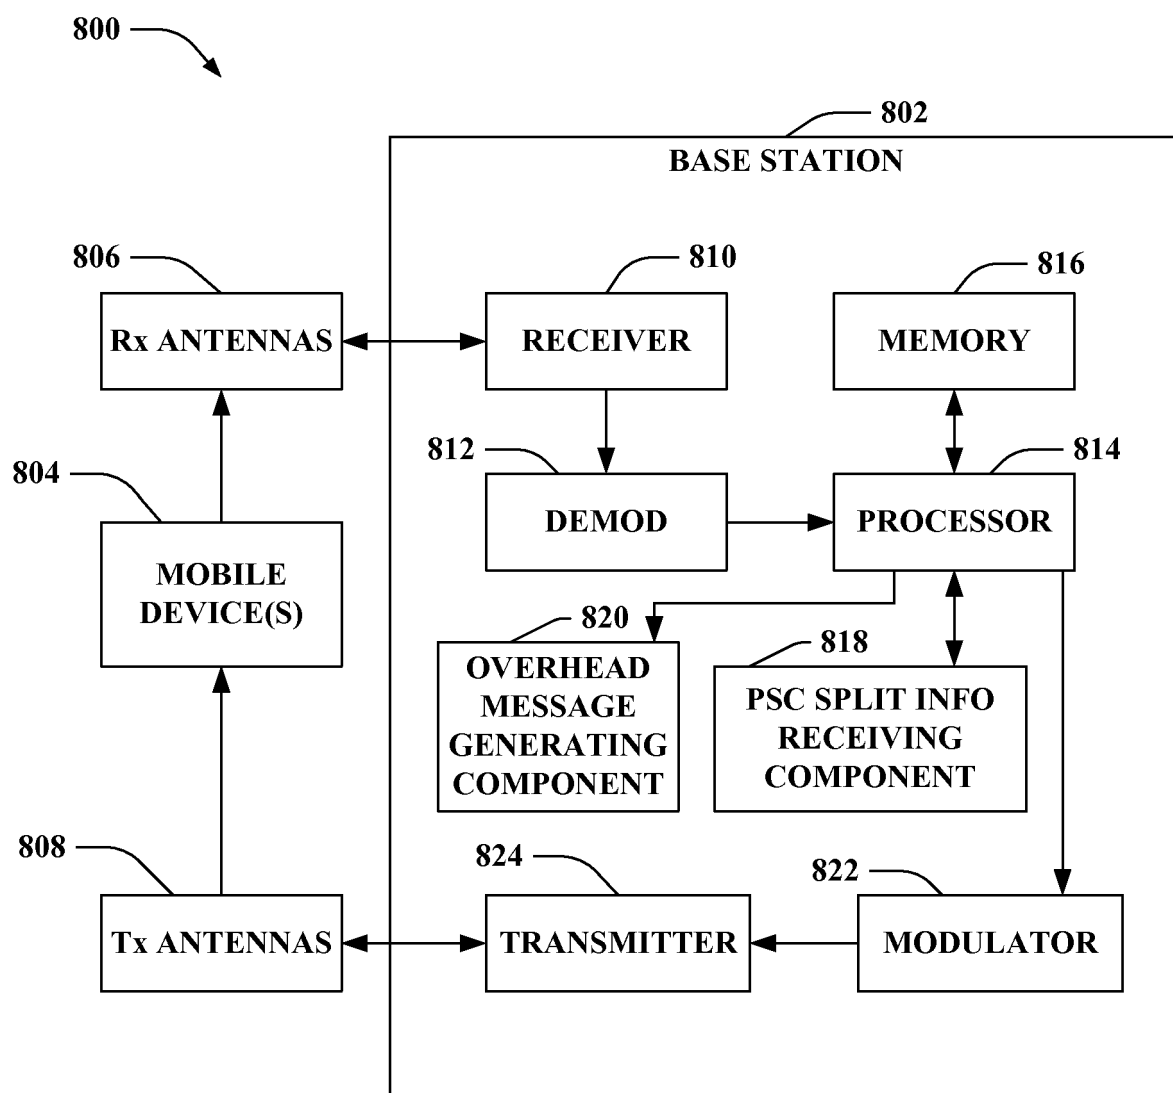 800
802
BASE STATION
806
810
816
Rx ANTENNAS
RECEIVER
MEMORY
804
812
814
MOBILE
DEVICE(S)
DEMOD
PROCESSOR
820
818
OVERHEAD
MESSAGE
GENERATING
COMPONENT
PSC SPLIT INFO
RECEIVING
COMPONENT
808
824
822
Tx ANTENNAS
TRANSMITTER
MODULATOR